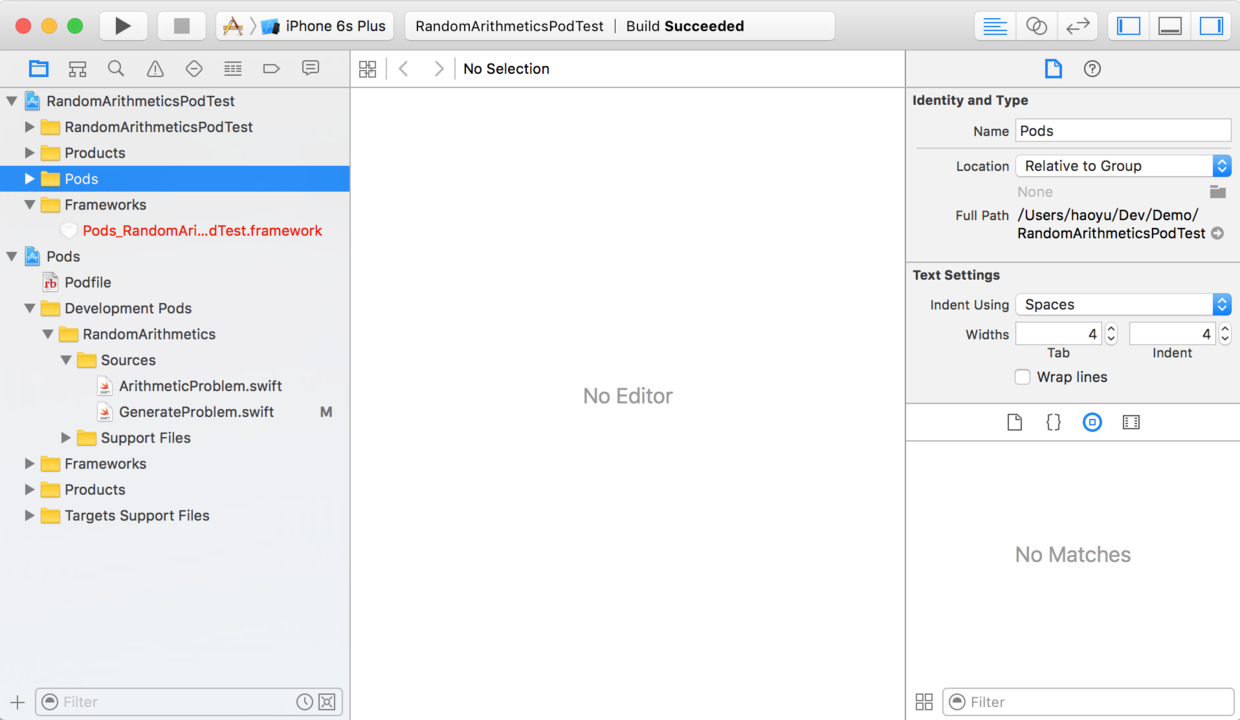 iPhone 6s Plus
RandomArithmeticsPodTest | Build Succeeded
No Selection
RandomArithmeticsPodTest
RandomArithmeticsPodTest
Products
Pods
Frameworks
Pods_RandomAri...dTest.framework
Pods
rb Podfile
Development Pods
RandomArithmetics
Sources
ArithmeticProblem.swift
GenerateProblem.swift M
Support Files
Frameworks
Products
Targets Support Files
Filter
No Editor
Identity and Type
Name Pods
Location Relative to Group
None
Full Path /Users/haoyu/Dev/Demo/
RandomArithmeticsPodTest
Text Settings
Indent Using Spaces
Widths 4 4
Tab Indent
Wrap lines
{}
No Matches
Filter